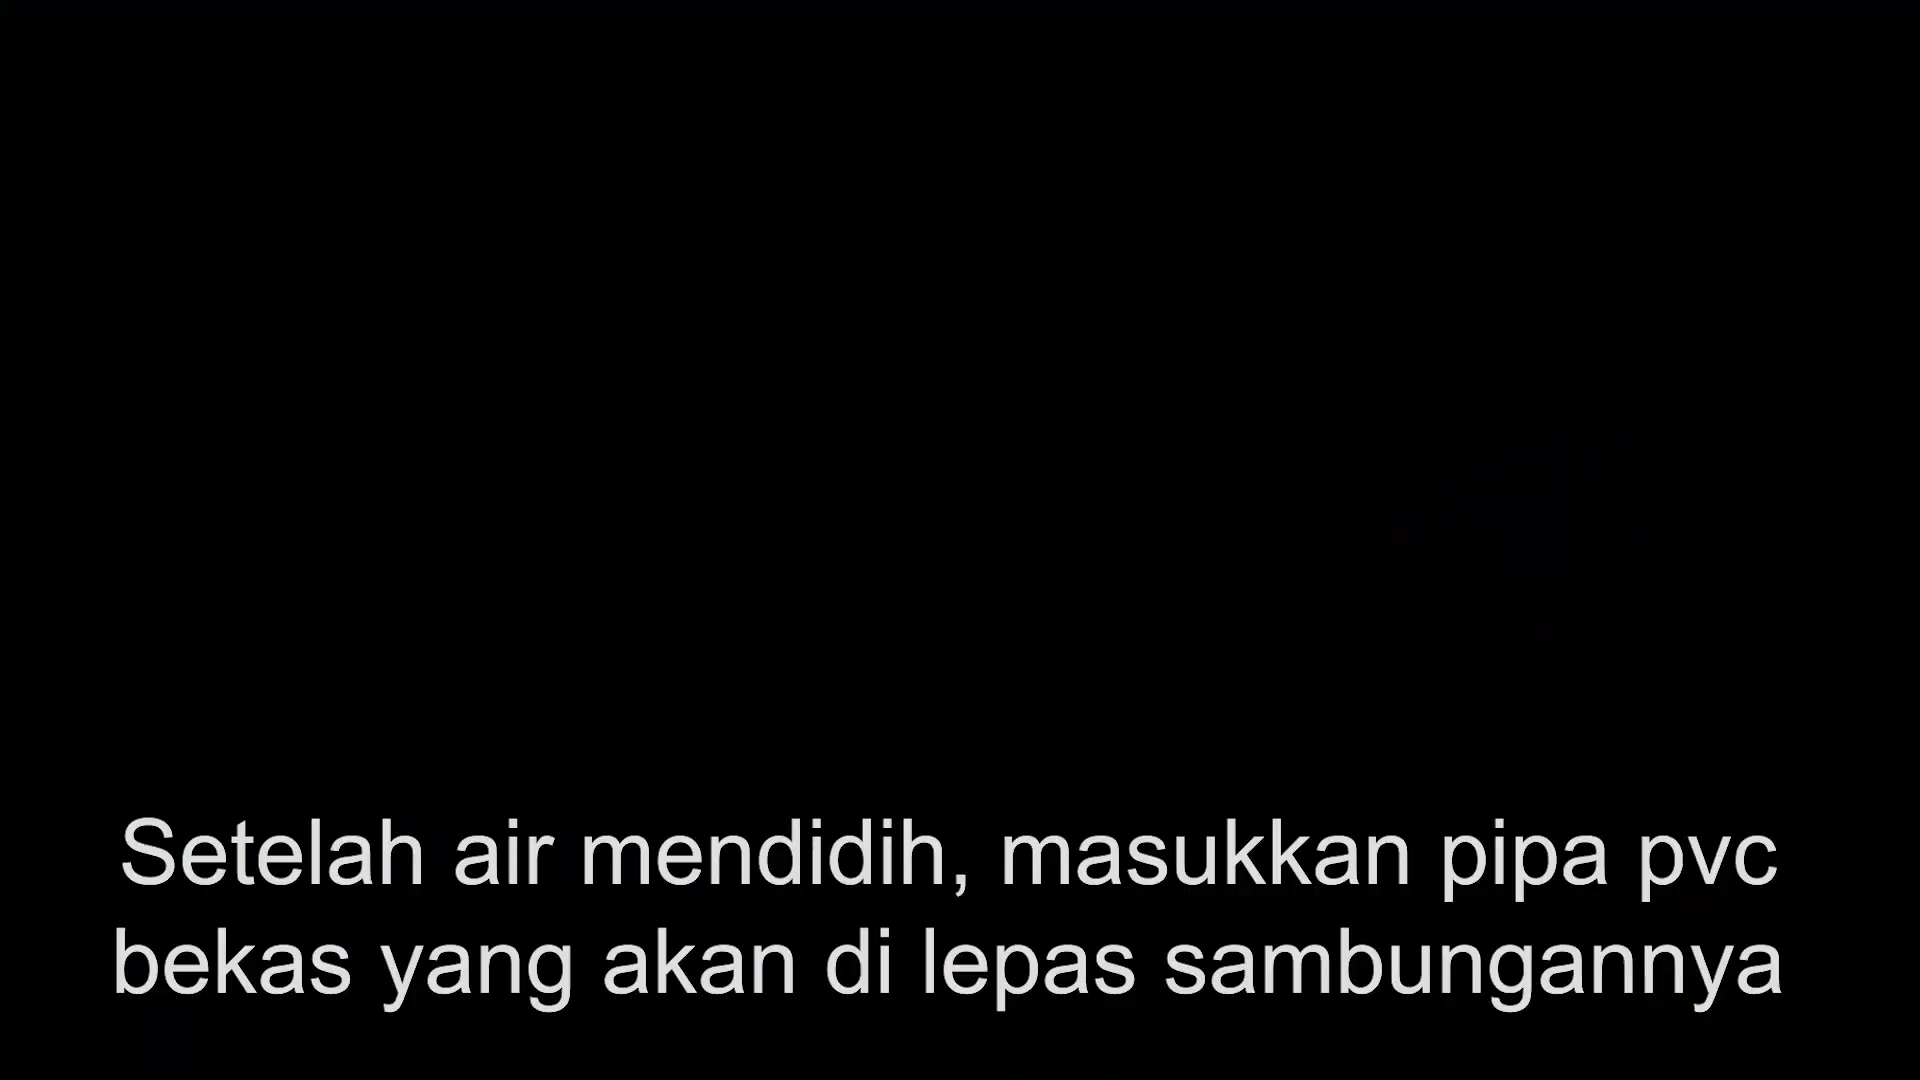 Setelah air mendidih, masukkan pipa pvc
bekas yang akan di lepas sambungannya